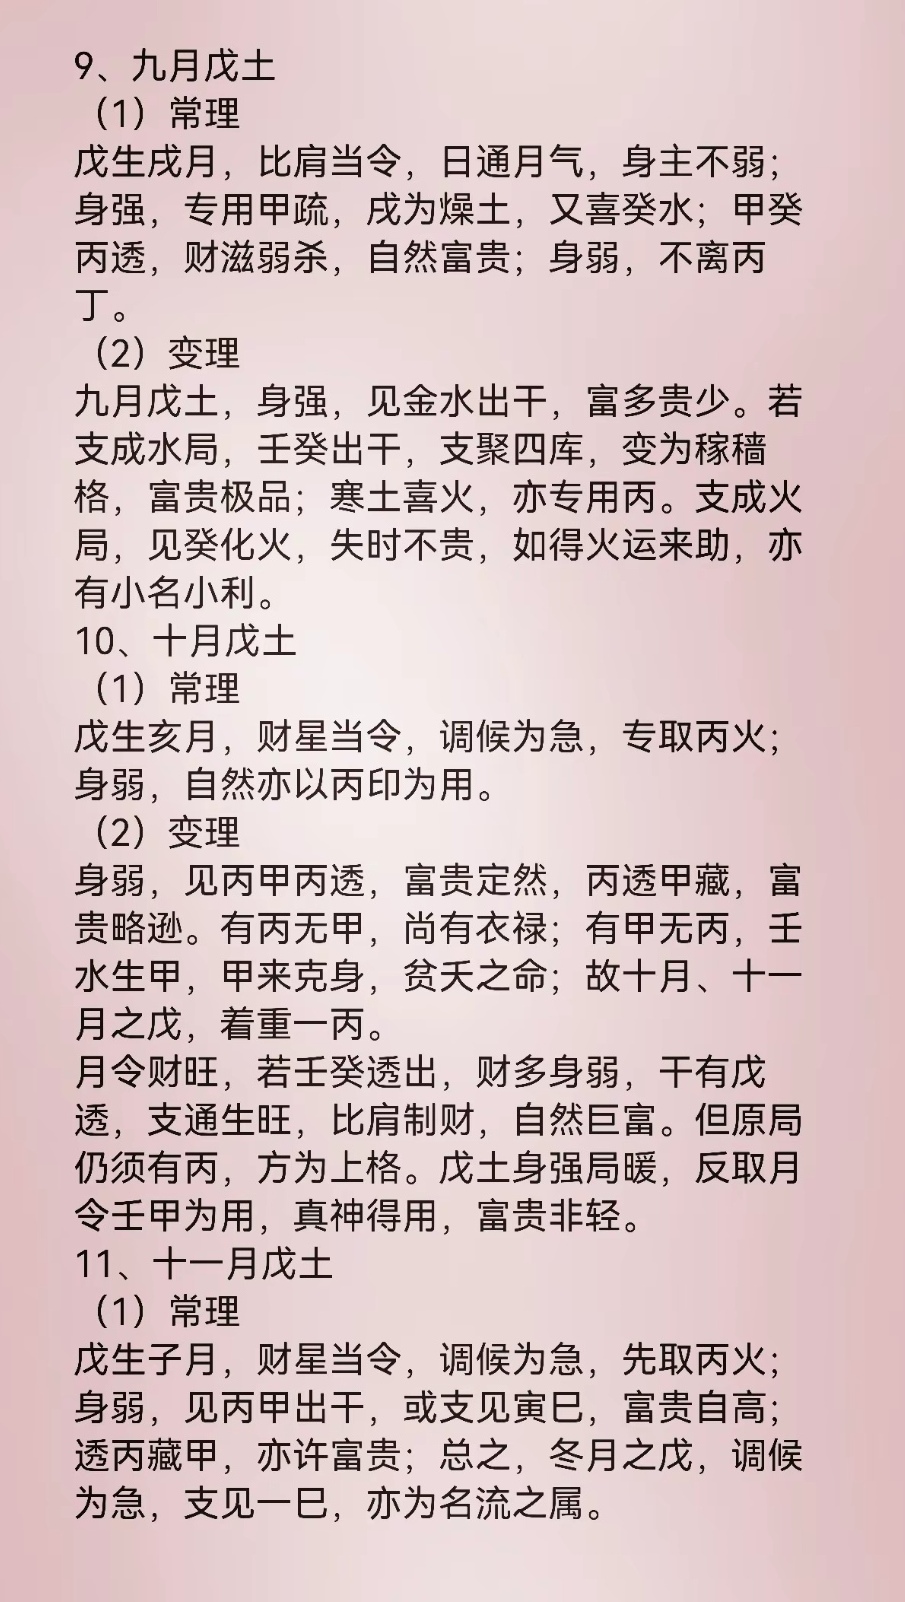 9、九月戊土
（1）常理
戊生戌月，比肩当令，日通月气，身主不弱；
身强，专用甲疏，戌为燥土，又喜癸水；甲癸
丙透，财滋弱杀，自然富贵；身弱，不离丙
丁。
（2）变理
九月戊土，身强，见金水出干，富多贵少。若
支成水局，壬癸出干，支聚四库，变为稼穑
格，富贵极品；寒土喜火，亦专用丙。支成火
局，见癸化火，失时不贵，如得火运来助，亦
有小名小利。
10、十月戊土
（1）常理
戊生亥月，财星当令，调候为急，专取丙火；
身弱，自然亦以丙印为用。
（2）变理
身弱，见丙甲丙透，富贵定然，丙透甲藏，富
贵略逊。有丙无甲，尚有衣禄；有甲无丙，壬
水生甲，甲来克身，贫夭之命；故十月、十一
月之戊，着重一丙。
月令财旺，若壬癸透出，财多身弱，干有戊
透，支通生旺，比肩制财，自然巨富。但原局
仍须有丙，方为上格。戊土身强局暖，反取月
令壬甲为用，真神得用，富贵非轻。
11、十一月戊土
（1）常理
戊生子月，财星当令，调候为急，先取丙火；
身弱，见丙甲出干，或支见寅巳，富贵自高；
透丙藏甲，亦许富贵；总之，冬月之戊，调候
为急，支见一巳，亦为名流之属。